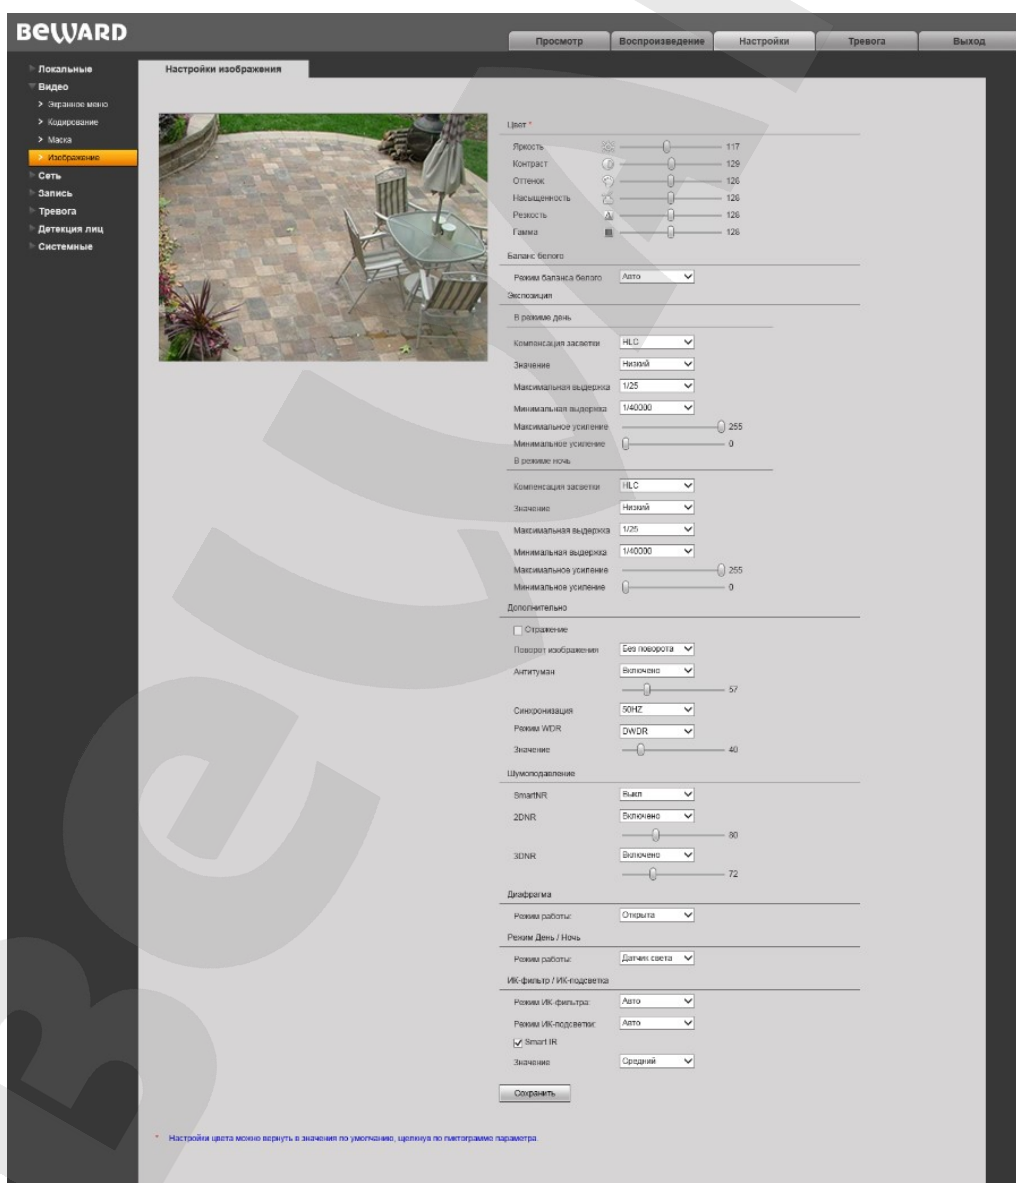 BEWARD
Просмотр Воспроизведение Настройки Тревога Выход
Локальные
Видео
Экранное меню
Кодирование
Маска
Изображение
Сеть
Запись
Тревога
Детекция лиц
Системные
Настройки изображения
Цвет *
Яркость 117
Контраст 129
Оттенок 126
Насыщенность 126
Резкость 126
Гамма 126
Баланс белого
Режим баланса белого Авто
Экспозиция
В режиме день
Компенсация засветки HLC
Значение Низкий
Максимальная выдержка 1/25
Минимальная выдержка 1/40000
Максимальное усиление 255
Минимальное усиление 0
В режиме ночь
Компенсация засветки HLC
Значение Низкий
Максимальная выдержка 1/25
Минимальная выдержка 1/40000
Максимальное усиление 255
Минимальное усиление 0
Дополнительно
Отражение
Поворот изображения Без поворота
Антитуман Включено
57
Синхронизация 50HZ
Режим WDR DWDR
Значение 40
Шумоподавление
SmartNR Выкл
2DNR Включено
80
3DNR Включено
72
Диафрагма
Режим работы: Открыта
Режим День / Ночь
Режим работы: Датчик света
ИК-фильтр / ИК-подсветка
Режим ИК-фильтра: Авто
Режим ИК-подсветки: Авто
Smart IR
Значение Средний
Сохранить
* Настройки цвета можно вернуть в значения по умолчанию, щелкнув по пиктограмме параметра.